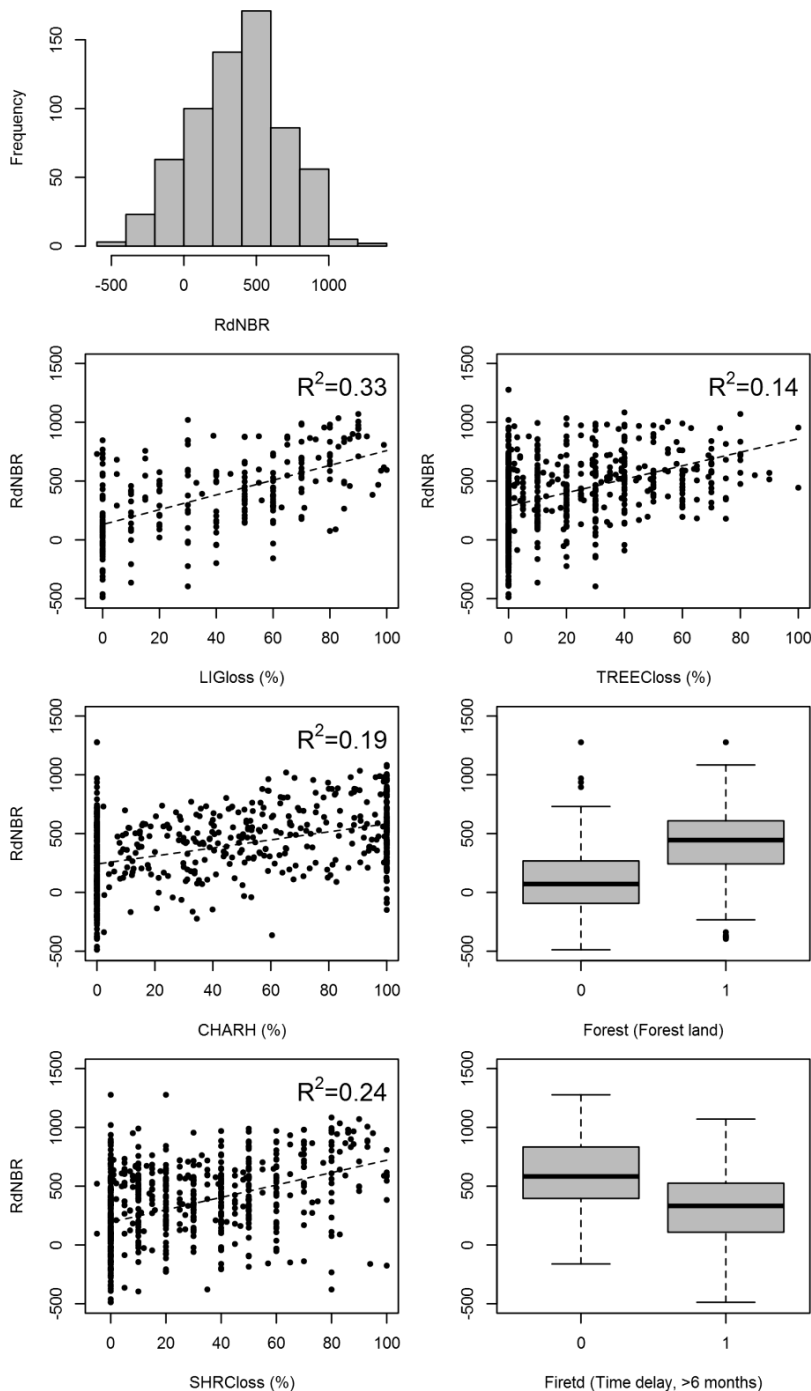 Frequency
150
100
50
0
-500 0 500 1000
RdNBR
R²=0.33
RdNBR
1500
1000
500
0
-500
0 20 40 60 80 100
LIGloss (%)
R²=0.14
RdNBR
1500
1000
500
0
-500
0 20 40 60 80 100
TREECloss (%)
R²=0.19
RdNBR
1500
1000
500
0
-500
0 20 40 60 80 100
CHARH (%)
1500
1000
500
0
-500
0 1
Forest (Forest land)
R²=0.24
RdNBR
1500
1000
500
0
-500
0 20 40 60 80 100
SHRCloss (%)
1500
1000
500
0
-500
0 1
Firetd (Time delay, >6 months)